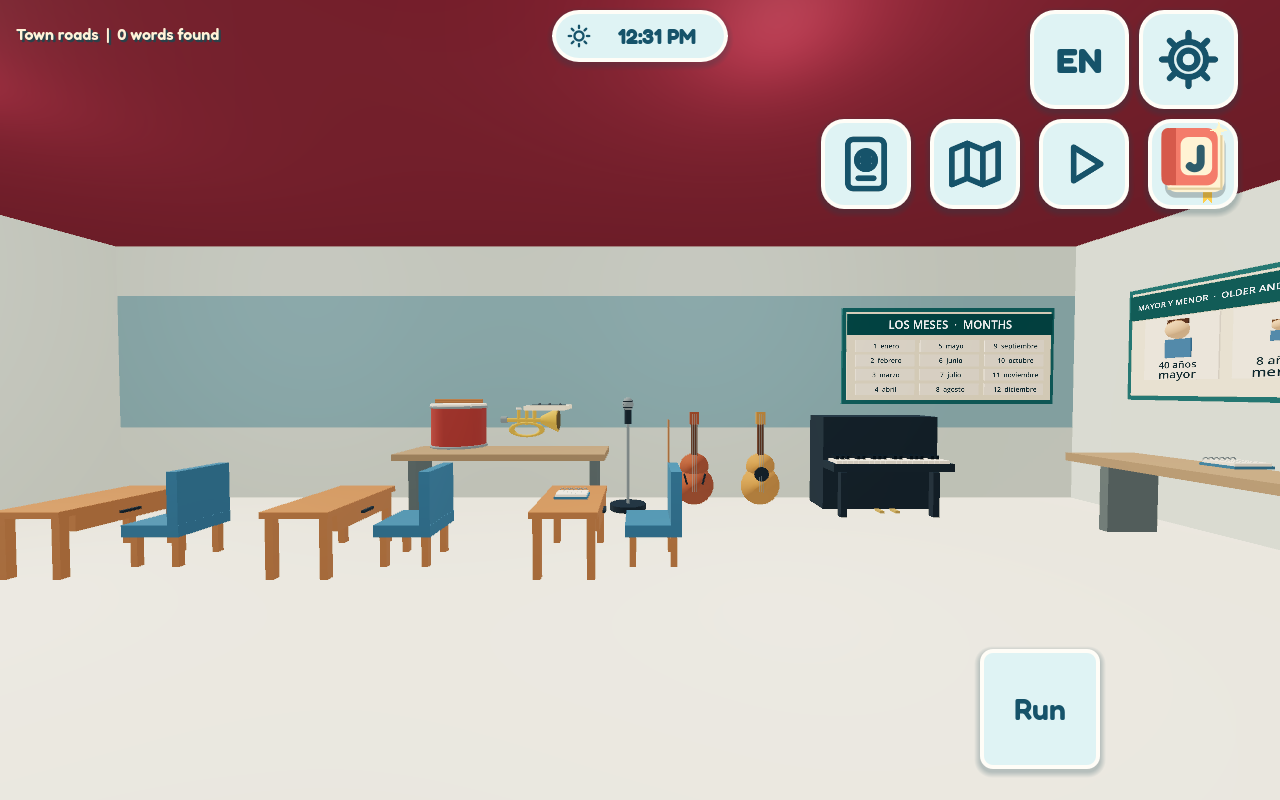 Town roads | 0 words found
12:31 PM
EN
J
LOS MESES · MONTHS
1 enero 5 mayo 9 septiembre
2 febrero 6 junio 10 octubre
3 marzo 7 julio 11 noviembre
4 abril 8 agosto 12 diciembre
MAYOR Y MENOR · OLDER
40 años
mayor
8
Run